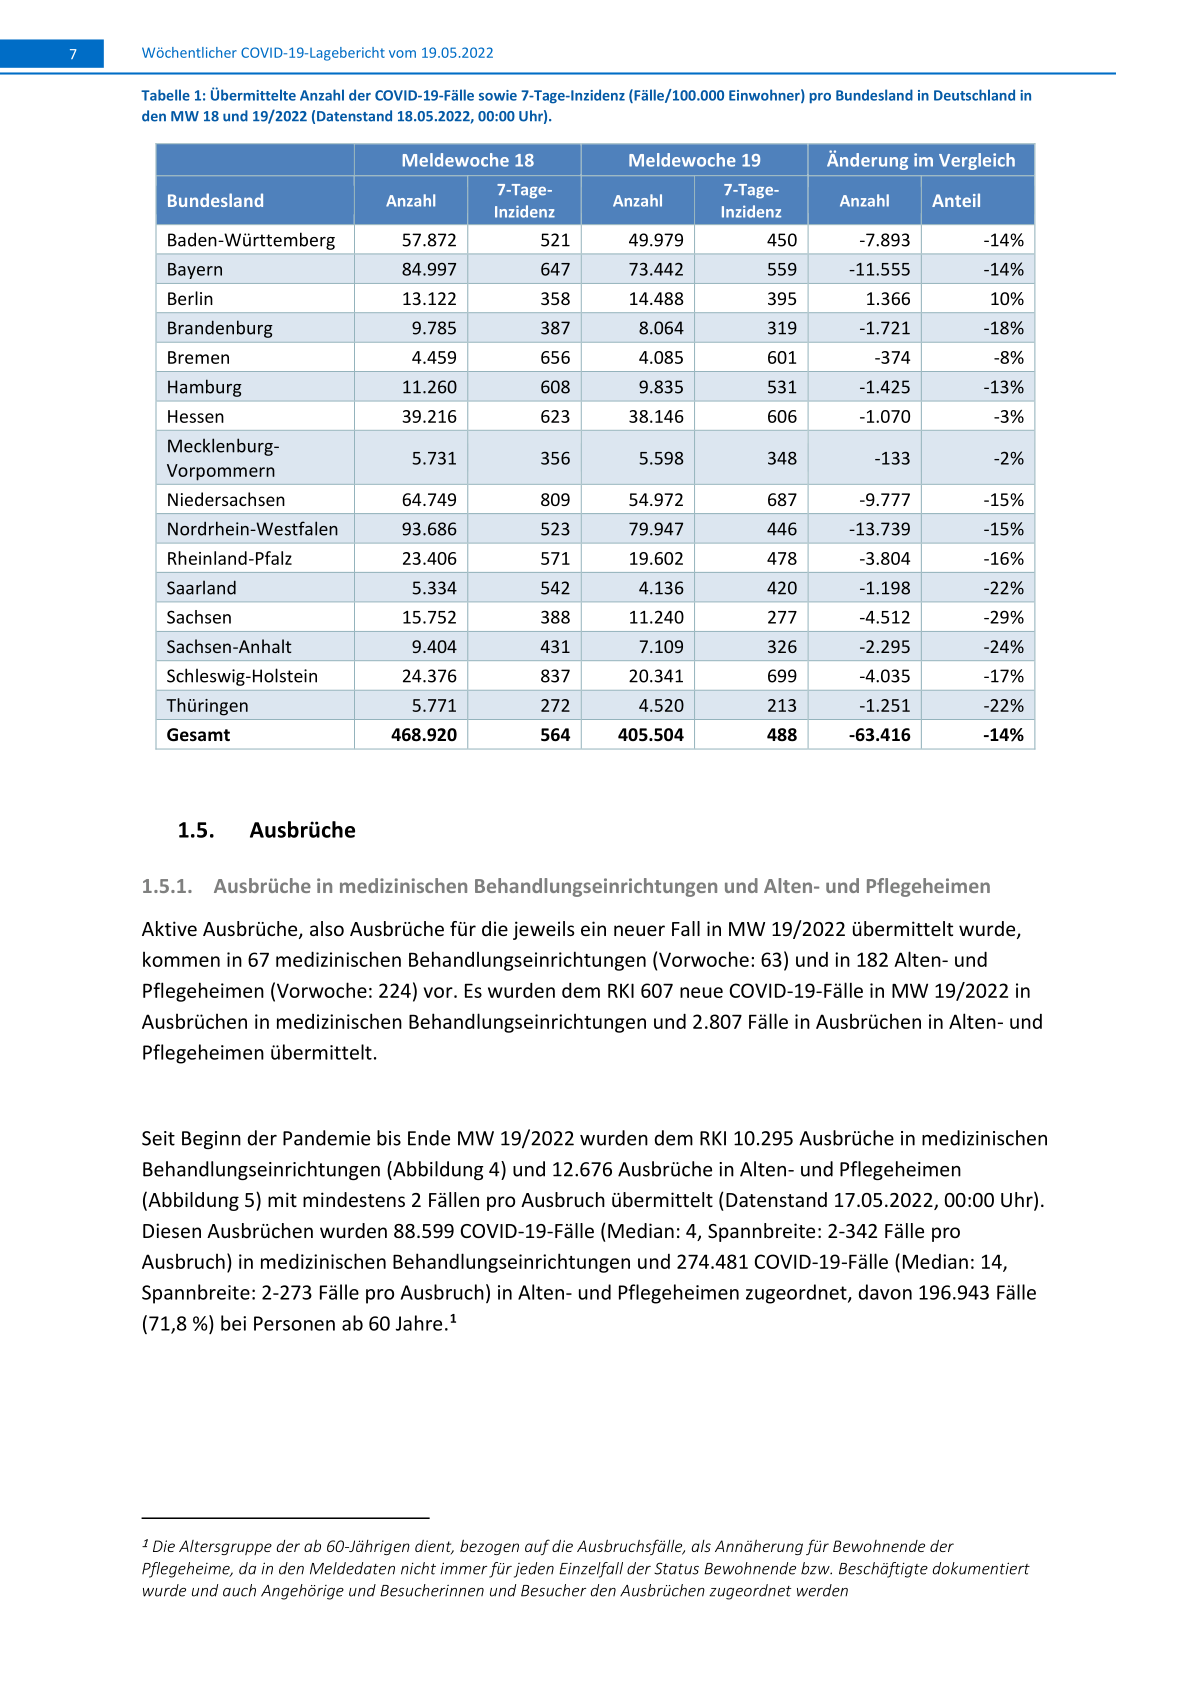 7
Wöchentlicher COVID-19-Lagebericht vom 19.05.2022
Tabelle 1: Übermittelte Anzahl der COVID-19-Fälle sowie 7-Tage-Inzidenz (Fälle/100.000 Einwohner) pro Bundesland in Deutschland in
den MW 18 und 19/2022 (Datenstand 18.05.2022, 00:00 Uhr).
Meldewoche 18 Meldewoche 19 Änderung im Vergleich
Bundesland Anzahl 7-Tage-Inzidenz Anzahl 7-Tage-Inzidenz Anzahl Anteil
Baden-Württemberg 57.872 521 49.979 450 -7.893 -14%
Bayern 84.997 647 73.442 559 -11.555 -14%
Berlin 13.122 358 14.488 395 1.366 10%
Brandenburg 9.785 387 8.064 319 -1.721 -18%
Bremen 4.459 656 4.085 601 -374 -8%
Hamburg 11.260 608 9.835 531 -1.425 -13%
Hessen 39.216 623 38.146 606 -1.070 -3%
Mecklenburg-
Vorpommern 5.731 356 5.598 348 -133 -2%
Niedersachsen 64.749 809 54.972 687 -9.777 -15%
Nordrhein-Westfalen 93.686 523 79.947 446 -13.739 -15%
Rheinland-Pfalz 23.406 571 19.602 478 -3.804 -16%
Saarland 5.334 542 4.136 420 -1.198 -22%
Sachsen 15.752 388 11.240 277 -4.512 -29%
Sachsen-Anhalt 9.404 431 7.109 326 -2.295 -24%
Schleswig-Holstein 24.376 837 20.341 699 -4.035 -17%
Thüringen 5.771 272 4.520 213 -1.251 -22%
Gesamt 468.920 564 405.504 488 -63.416 -14%
1.5. Ausbrüche
1.5.1. Ausbrüche in medizinischen Behandlungseinrichtungen und Alten- und Pflegeheimen
Aktive Ausbrüche, also Ausbrüche für die jeweils ein neuer Fall in MW 19/2022 übermittelt wurde,
kommen in 67 medizinischen Behandlungseinrichtungen (Vorwoche: 63) und in 182 Alten- und
Pflegeheimen (Vorwoche: 224) vor. Es wurden dem RKI 607 neue COVID-19-Fälle in MW 19/2022 in
Ausbrüchen in medizinischen Behandlungseinrichtungen und 2.807 Fälle in Ausbrüchen in Alten- und
Pflegeheimen übermittelt.
Seit Beginn der Pandemie bis Ende MW 19/2022 wurden dem RKI 10.295 Ausbrüche in medizinischen
Behandlungseinrichtungen (Abbildung 4) und 12.676 Ausbrüche in Alten- und Pflegeheimen
(Abbildung 5) mit mindestens 2 Fällen pro Ausbruch übermittelt (Datenstand 17.05.2022, 00:00 Uhr).
Diesen Ausbrüchen wurden 88.599 COVID-19-Fälle (Median: 4, Spannbreite: 2-342 Fälle pro
Ausbruch) in medizinischen Behandlungseinrichtungen und 274.481 COVID-19-Fälle (Median: 14,
Spannbreite: 2-273 Fälle pro Ausbruch) in Alten- und Pflegeheimen zugeordnet, davon 196.943 Fälle
(71,8 %) bei Personen ab 60 Jahre.¹
¹ Die Altersgruppe der ab 60-Jährigen dient, bezogen auf die Ausbruchsfälle, als Annäherung für Bewohnende der
Pflegeheime, da in den Meldedaten nicht immer für jeden Einzelfall der Status Bewohnende bzw. Beschäftigte dokumentiert
wurde und auch Angehörige und Besucherinnen und Besucher den Ausbrüchen zugeordnet werden